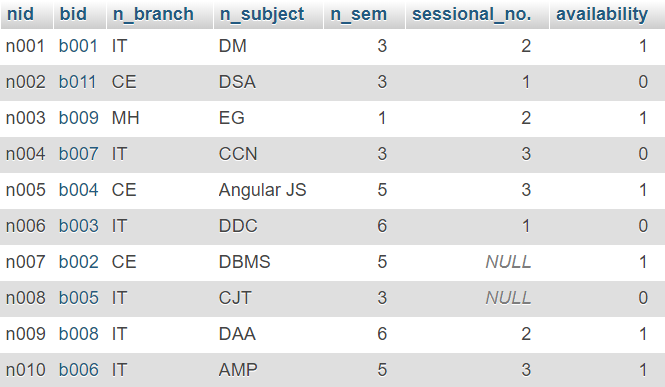 nid bid n_branch n_subject n_sem sessional_no. availability
n001 b001 IT DM 3 2 1
n002 b011 CE DSA 3 1 0
n003 b009 MH EG 1 2 1
n004 b007 IT CCN 3 3 0
n005 b004 CE Angular JS 5 3 1
n006 b003 IT DDC 6 1 0
n007 b002 CE DBMS 5 NULL 1
n008 b005 IT CJT 3 NULL 0
n009 b008 IT DAA 6 2 1
n010 b006 IT AMP 5 3 1